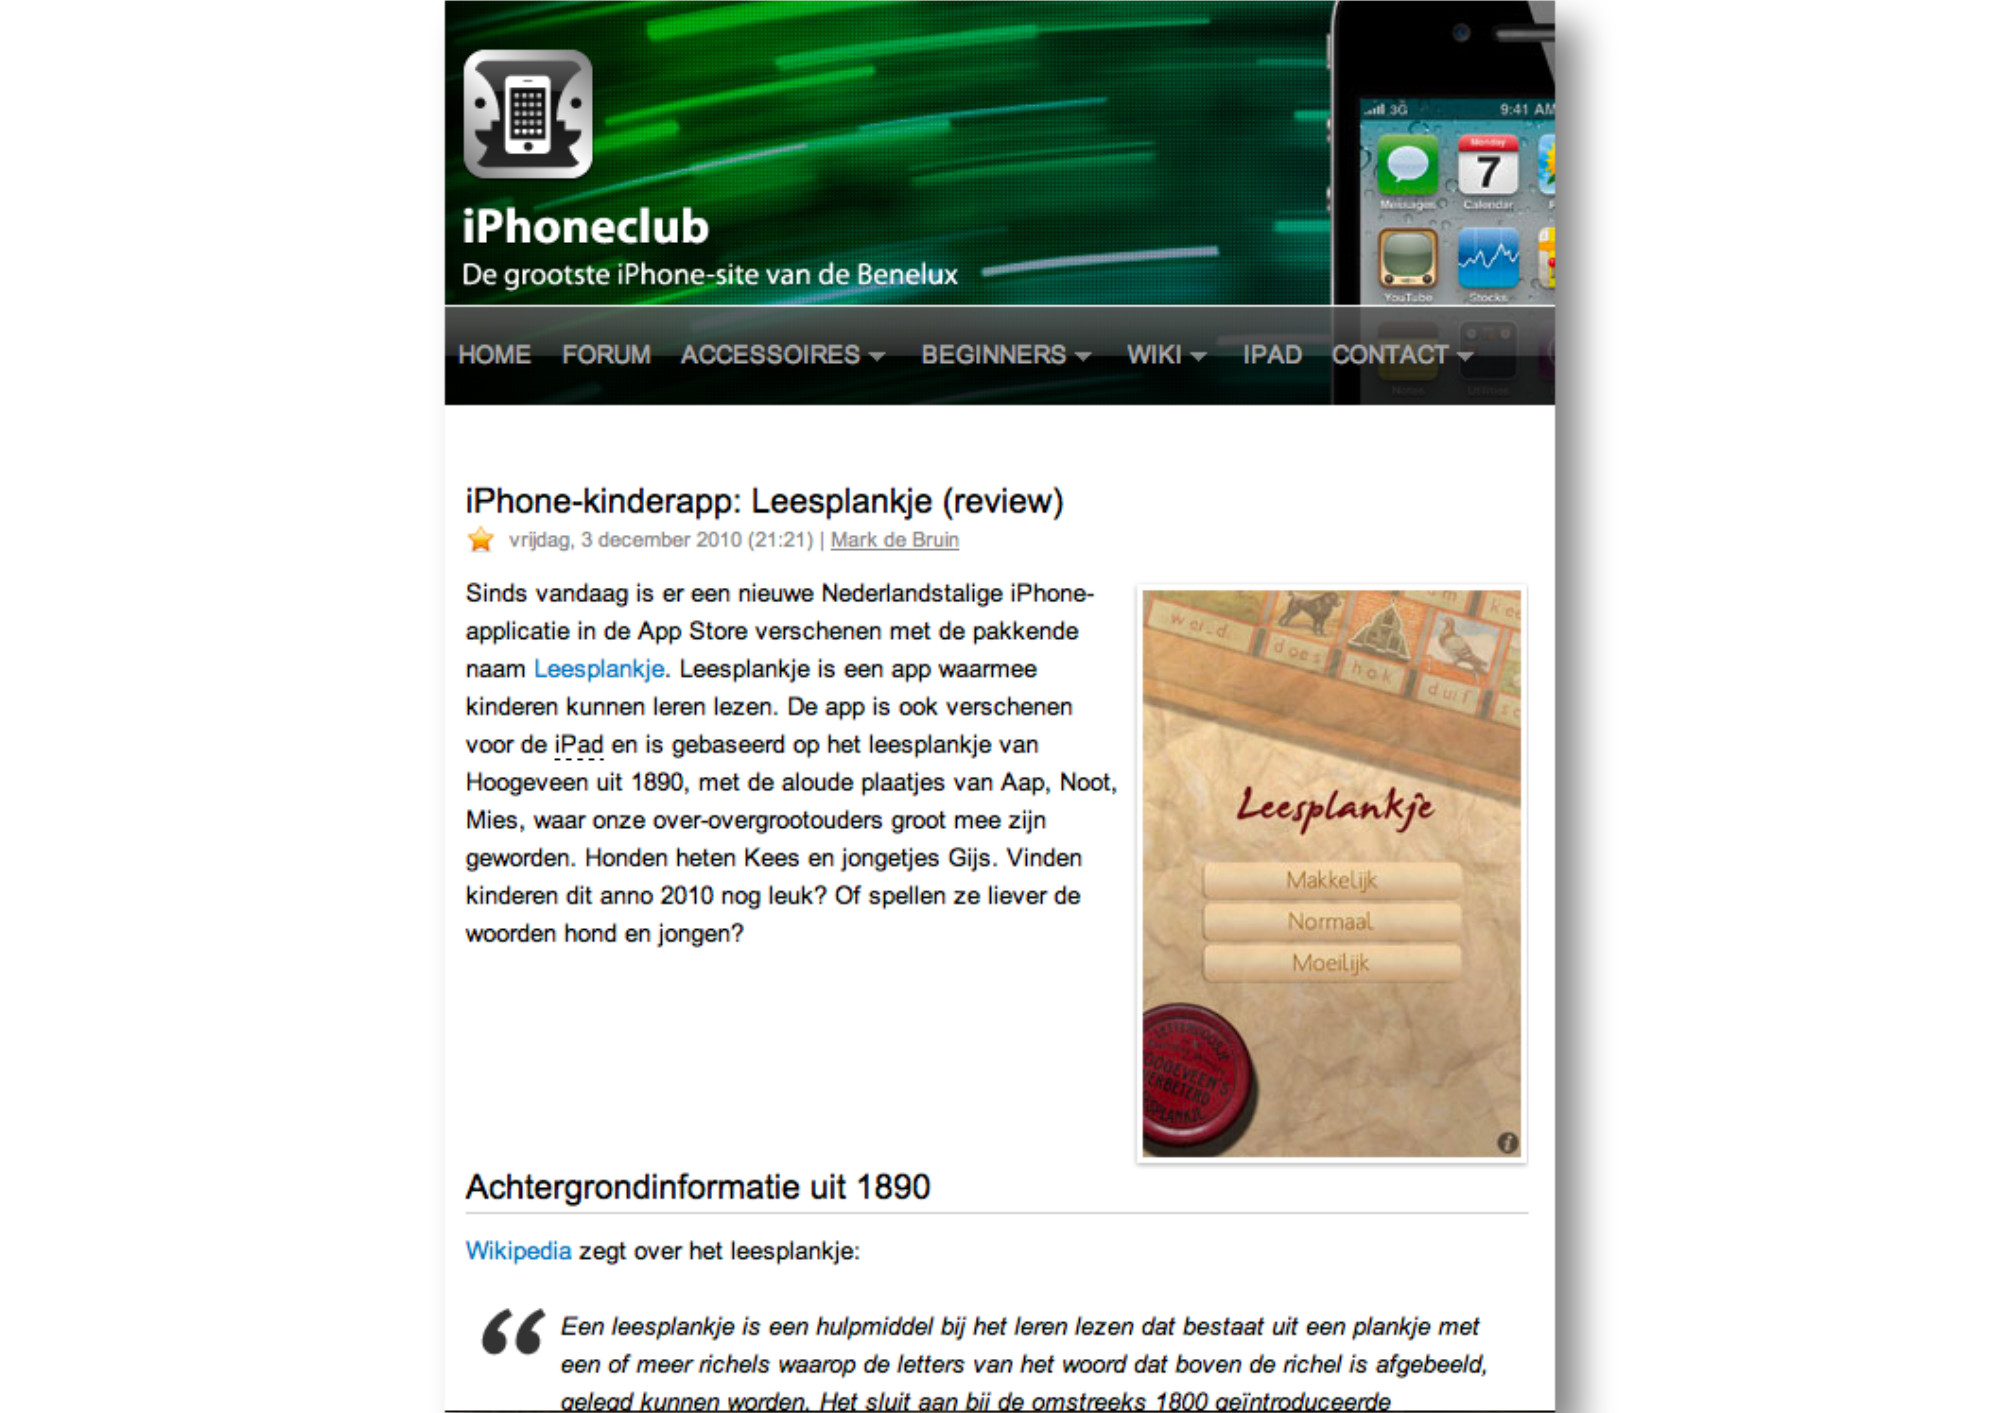 3G 9:41 AM
Monday
7
Messages Calendar
YouTube Stocks
iPhoneclub
De grootste iPhone-site van de Benelux
HOME FORUM ACCESSOIRES BEGINNERS WIKI IPAD CONTACT
Notes Utilities
iPhone-kinderapp: Leesplankje (review)
vrijdag, 3 december 2010 (21:21) | Mark de Bruin
Sinds vandaag is er een nieuwe Nederlandstalige iPhone-
applicatie in de App Store verschenen met de pakkende
naam Leesplankje. Leesplankje is een app waarmee
kinderen kunnen leren lezen. De app is ook verschenen
voor de iPad en is gebaseerd op het leesplankje van
Hoogeveen uit 1890, met de aloude plaatjes van Aap, Noot,
Mies, waar onze over-overgrootouders groot mee zijn
geworden. Honden heten Kees en jongetjes Gijs. Vinden
kinderen dit anno 2010 nog leuk? Of spellen ze liever de
woorden hond en jongen?
does hok duif
Leesplankje
Makkelijk
Normaal
Moeilijk
HOOGEVEEN'S
VERBETERD
LEESPLANKJE
Achtergrondinformatie uit 1890
Wikipedia zegt over het leesplankje:
“ Een leesplankje is een hulpmiddel bij het leren lezen dat bestaat uit een plankje met
een of meer richels waarop de letters van het woord dat boven de richel is afgebeeld,
gelegd kunnen worden. Het sluit aan bij de omstreeks 1800 geïntroduceerde